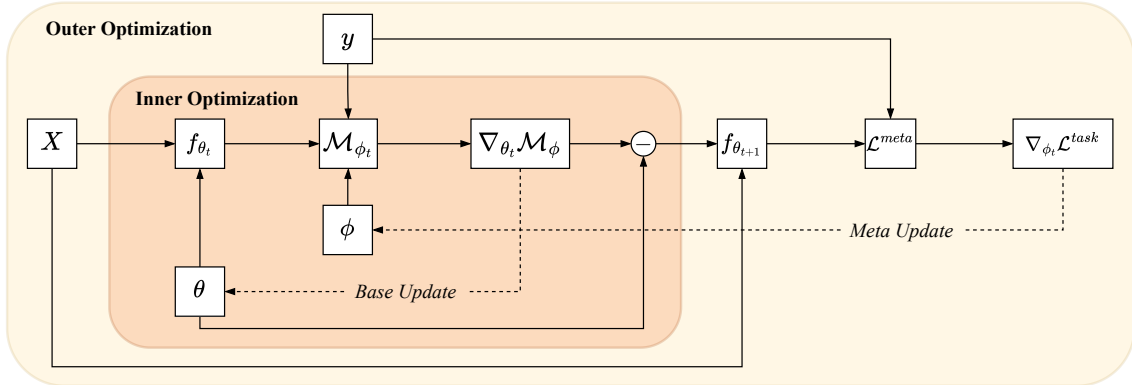 Outer Optimization
y
Inner Optimization
X
f_{θ_t}
ℳ_{ϕ_t}
∇_{θ_t}ℳ_ϕ
−
f_{θ_{t+1}}
ℒ^{meta}
∇_{ϕ_t}ℒ^{task}
ϕ
Meta Update
θ
Base Update